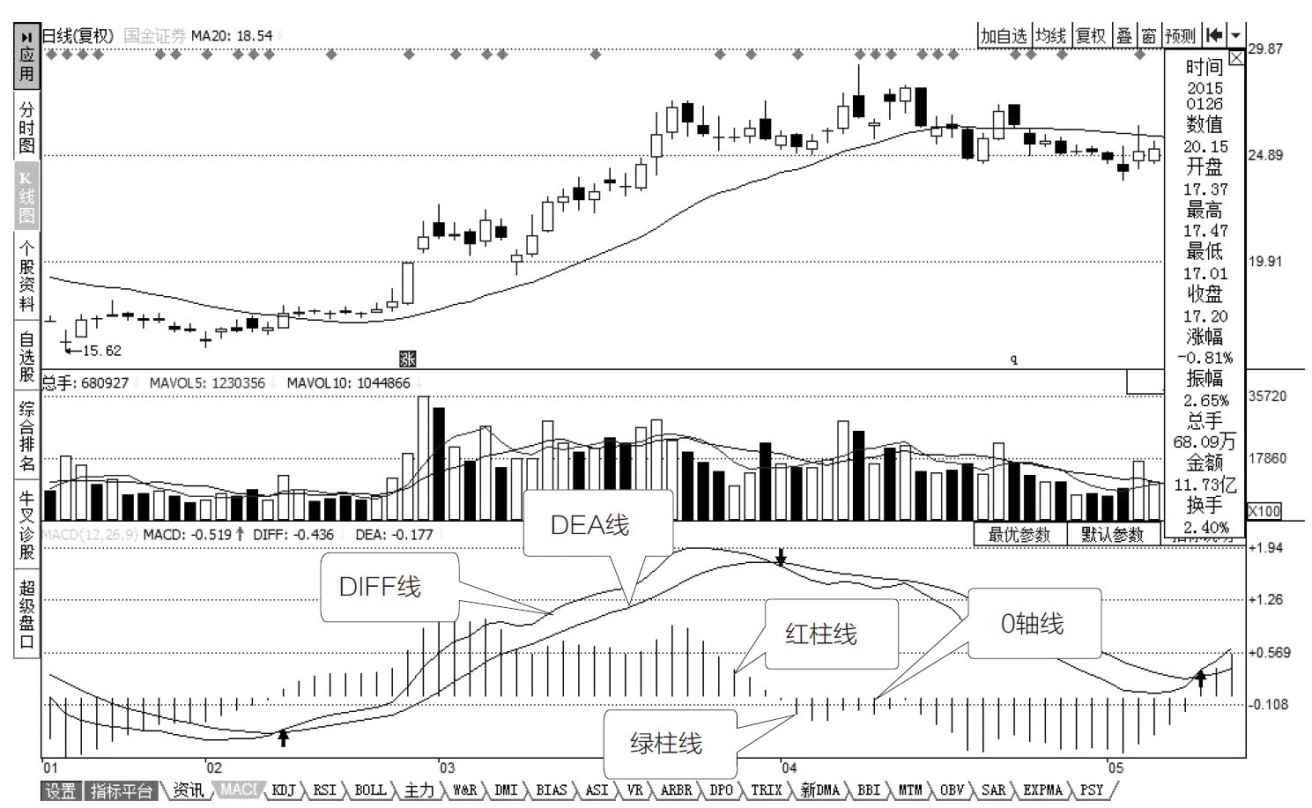 应用
分时图
K线图
个股资料
自选股
综合排名
牛叉诊股
超级盘口
日线(复权) 国金证券 MA20: 18.54
加自选 均线 复权 叠 窗 预测
29.87
24.89
19.91
←15.62
涨
q
时间
2015
0126
数值
20.15
开盘
17.37
最高
17.47
最低
17.01
收盘
17.20
涨幅
-0.81%
振幅
2.65%
总手
68.09万
金额
11.73亿
换手
2.40%
总手: 680927 MAVOL5: 1230356 MAVOL10: 1044866
35720
17860
X100
MACD(12,26,9) MACD: -0.519 DIFF: -0.436 DEA: -0.177
最优参数 默认参数
+1.94
+1.26
+0.569
-0.108
DEA线
DIFF线
红柱线
0轴线
绿柱线
01 02 03 04 05
设置 指标平台 资讯 MACD KDJ RSI BOLL 主力 W&R DMI BIAS ASI VR ARBR DPO TRIX 新DMA BBI MTM OBV SAR EXPMA PSY